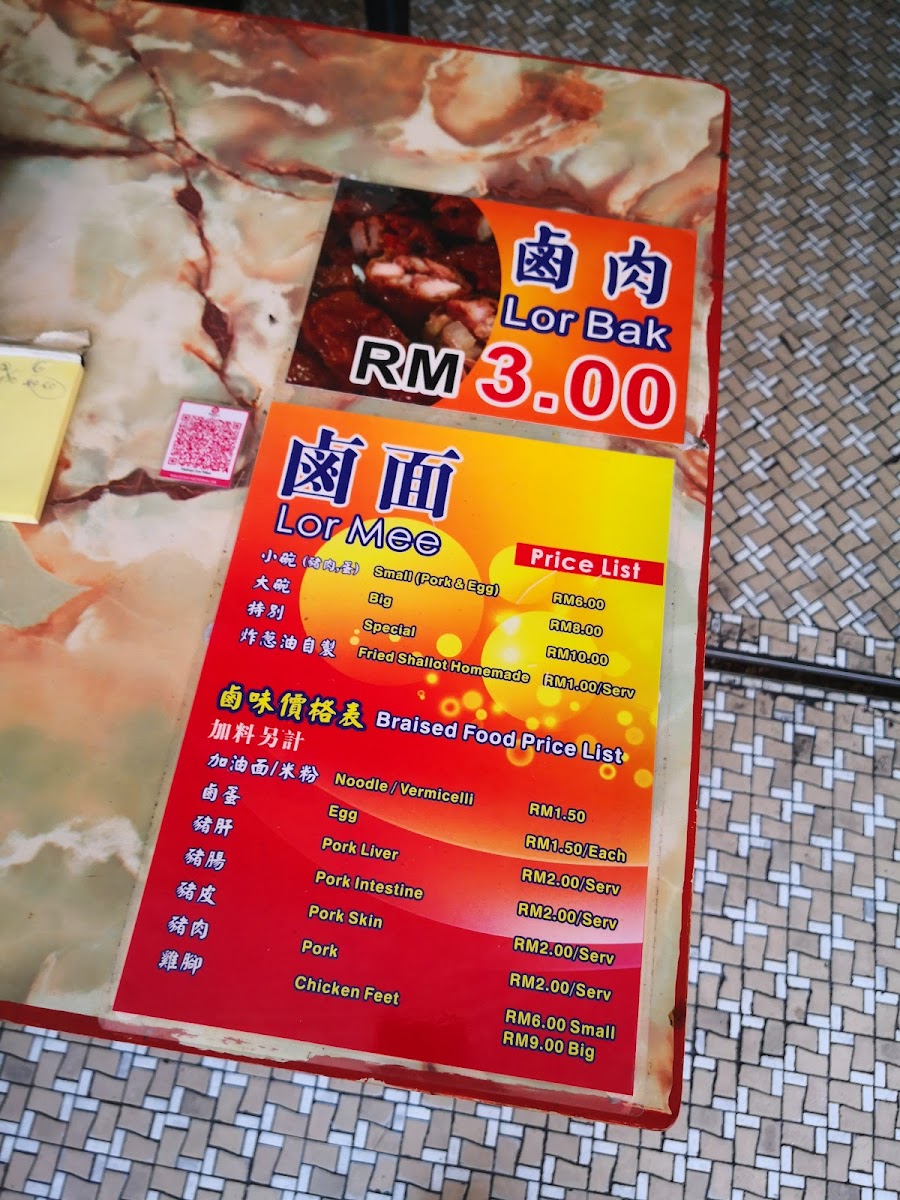 鹵肉
Lor Bak
RM 3.00
鹵面
Lor Mee
Price List
小碗 (豬肉,蛋) Small (Pork & Egg) RM6.00
大碗 Big RM8.00
特別 Special RM10.00
炸葱油自製 Fried Shallot Homemade RM1.00/Serv
鹵味價格表 Braised Food Price List
加料另計
加油面/米粉 Noodle / Vermicelli RM1.50
鹵蛋 Egg RM1.50/Each
豬肝 Pork Liver RM2.00/Serv
豬腸 Pork Intestine RM2.00/Serv
豬皮 Pork Skin RM2.00/Serv
豬肉 Pork RM2.00/Serv
雞腳 Chicken Feet RM6.00 Small
RM9.00 Big